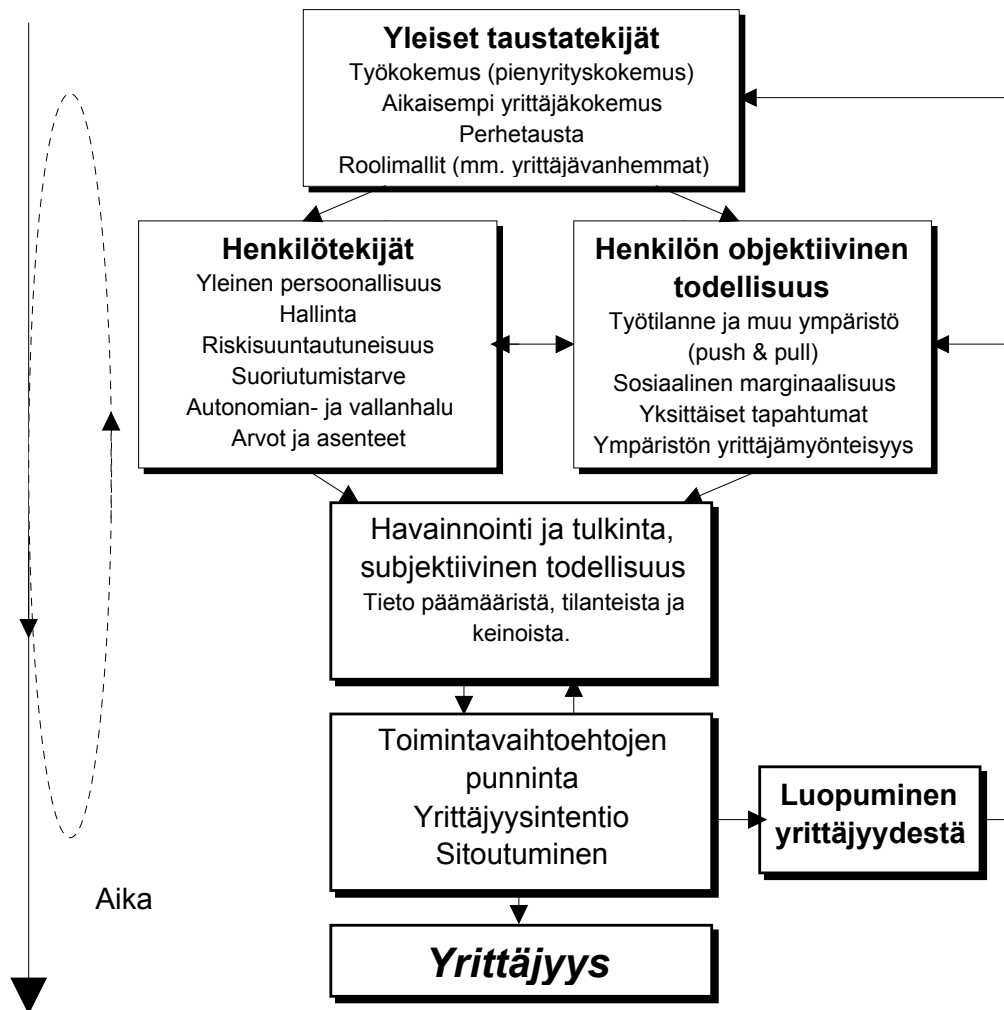 Yleiset taustatekijät
Työkokemus (pienyrityskokemus)
Aikaisempi yrittäjäkokemus
Perhetausta
Roolimallit (mm. yrittäjävanhemmat)
Henkilötekijät
Yleinen persoonallisuus
Hallinta
Riskisuuntautuneisuus
Suoriutumistarve
Autonomian- ja vallanhalu
Arvot ja asenteet
Henkilön objektiivinen
todellisuus
Työtilanne ja muu ympäristö
(push & pull)
Sosiaalinen marginaalisuus
Yksittäiset tapahtumat
Ympäristön yrittäjämyönteisyys
Havainnointi ja tulkinta,
subjektiivinen todellisuus
Tieto päämääristä, tilanteista ja
keinoista.
Toimintavaihtoehtojen
punninta
Yrittäjyysintentio
Sitoutuminen
Luopuminen
yrittäjyydestä
Aika
Yrittäjyys